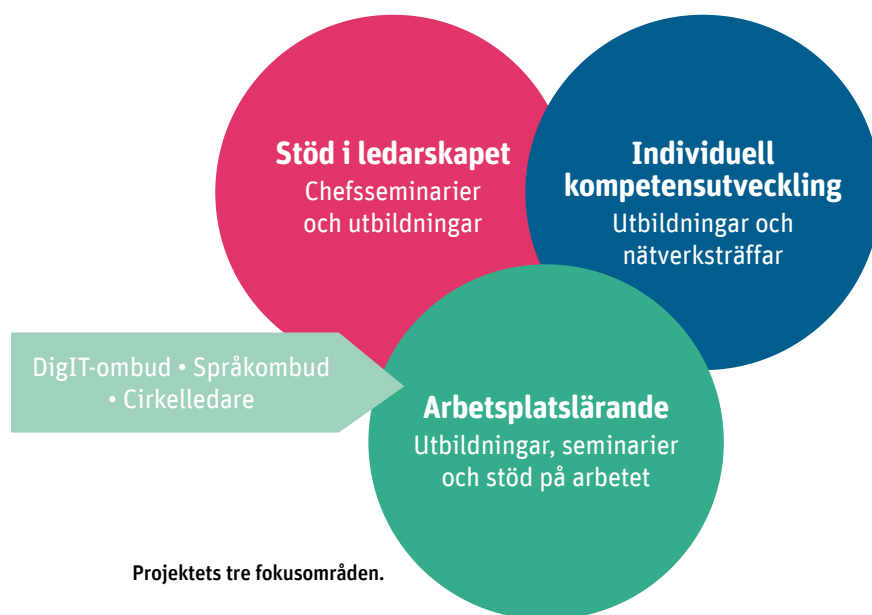 Stöd i ledarskapet
Chefsseminarier
och utbildningar
Individuell
kompetensutveckling
Utbildningar och
nätverksträffar
DigIT-ombud • Språkombud
• Cirkelledare
Arbetsplatslärande
Utbildningar, seminarier
och stöd på arbetet
Projektets tre fokusområden.